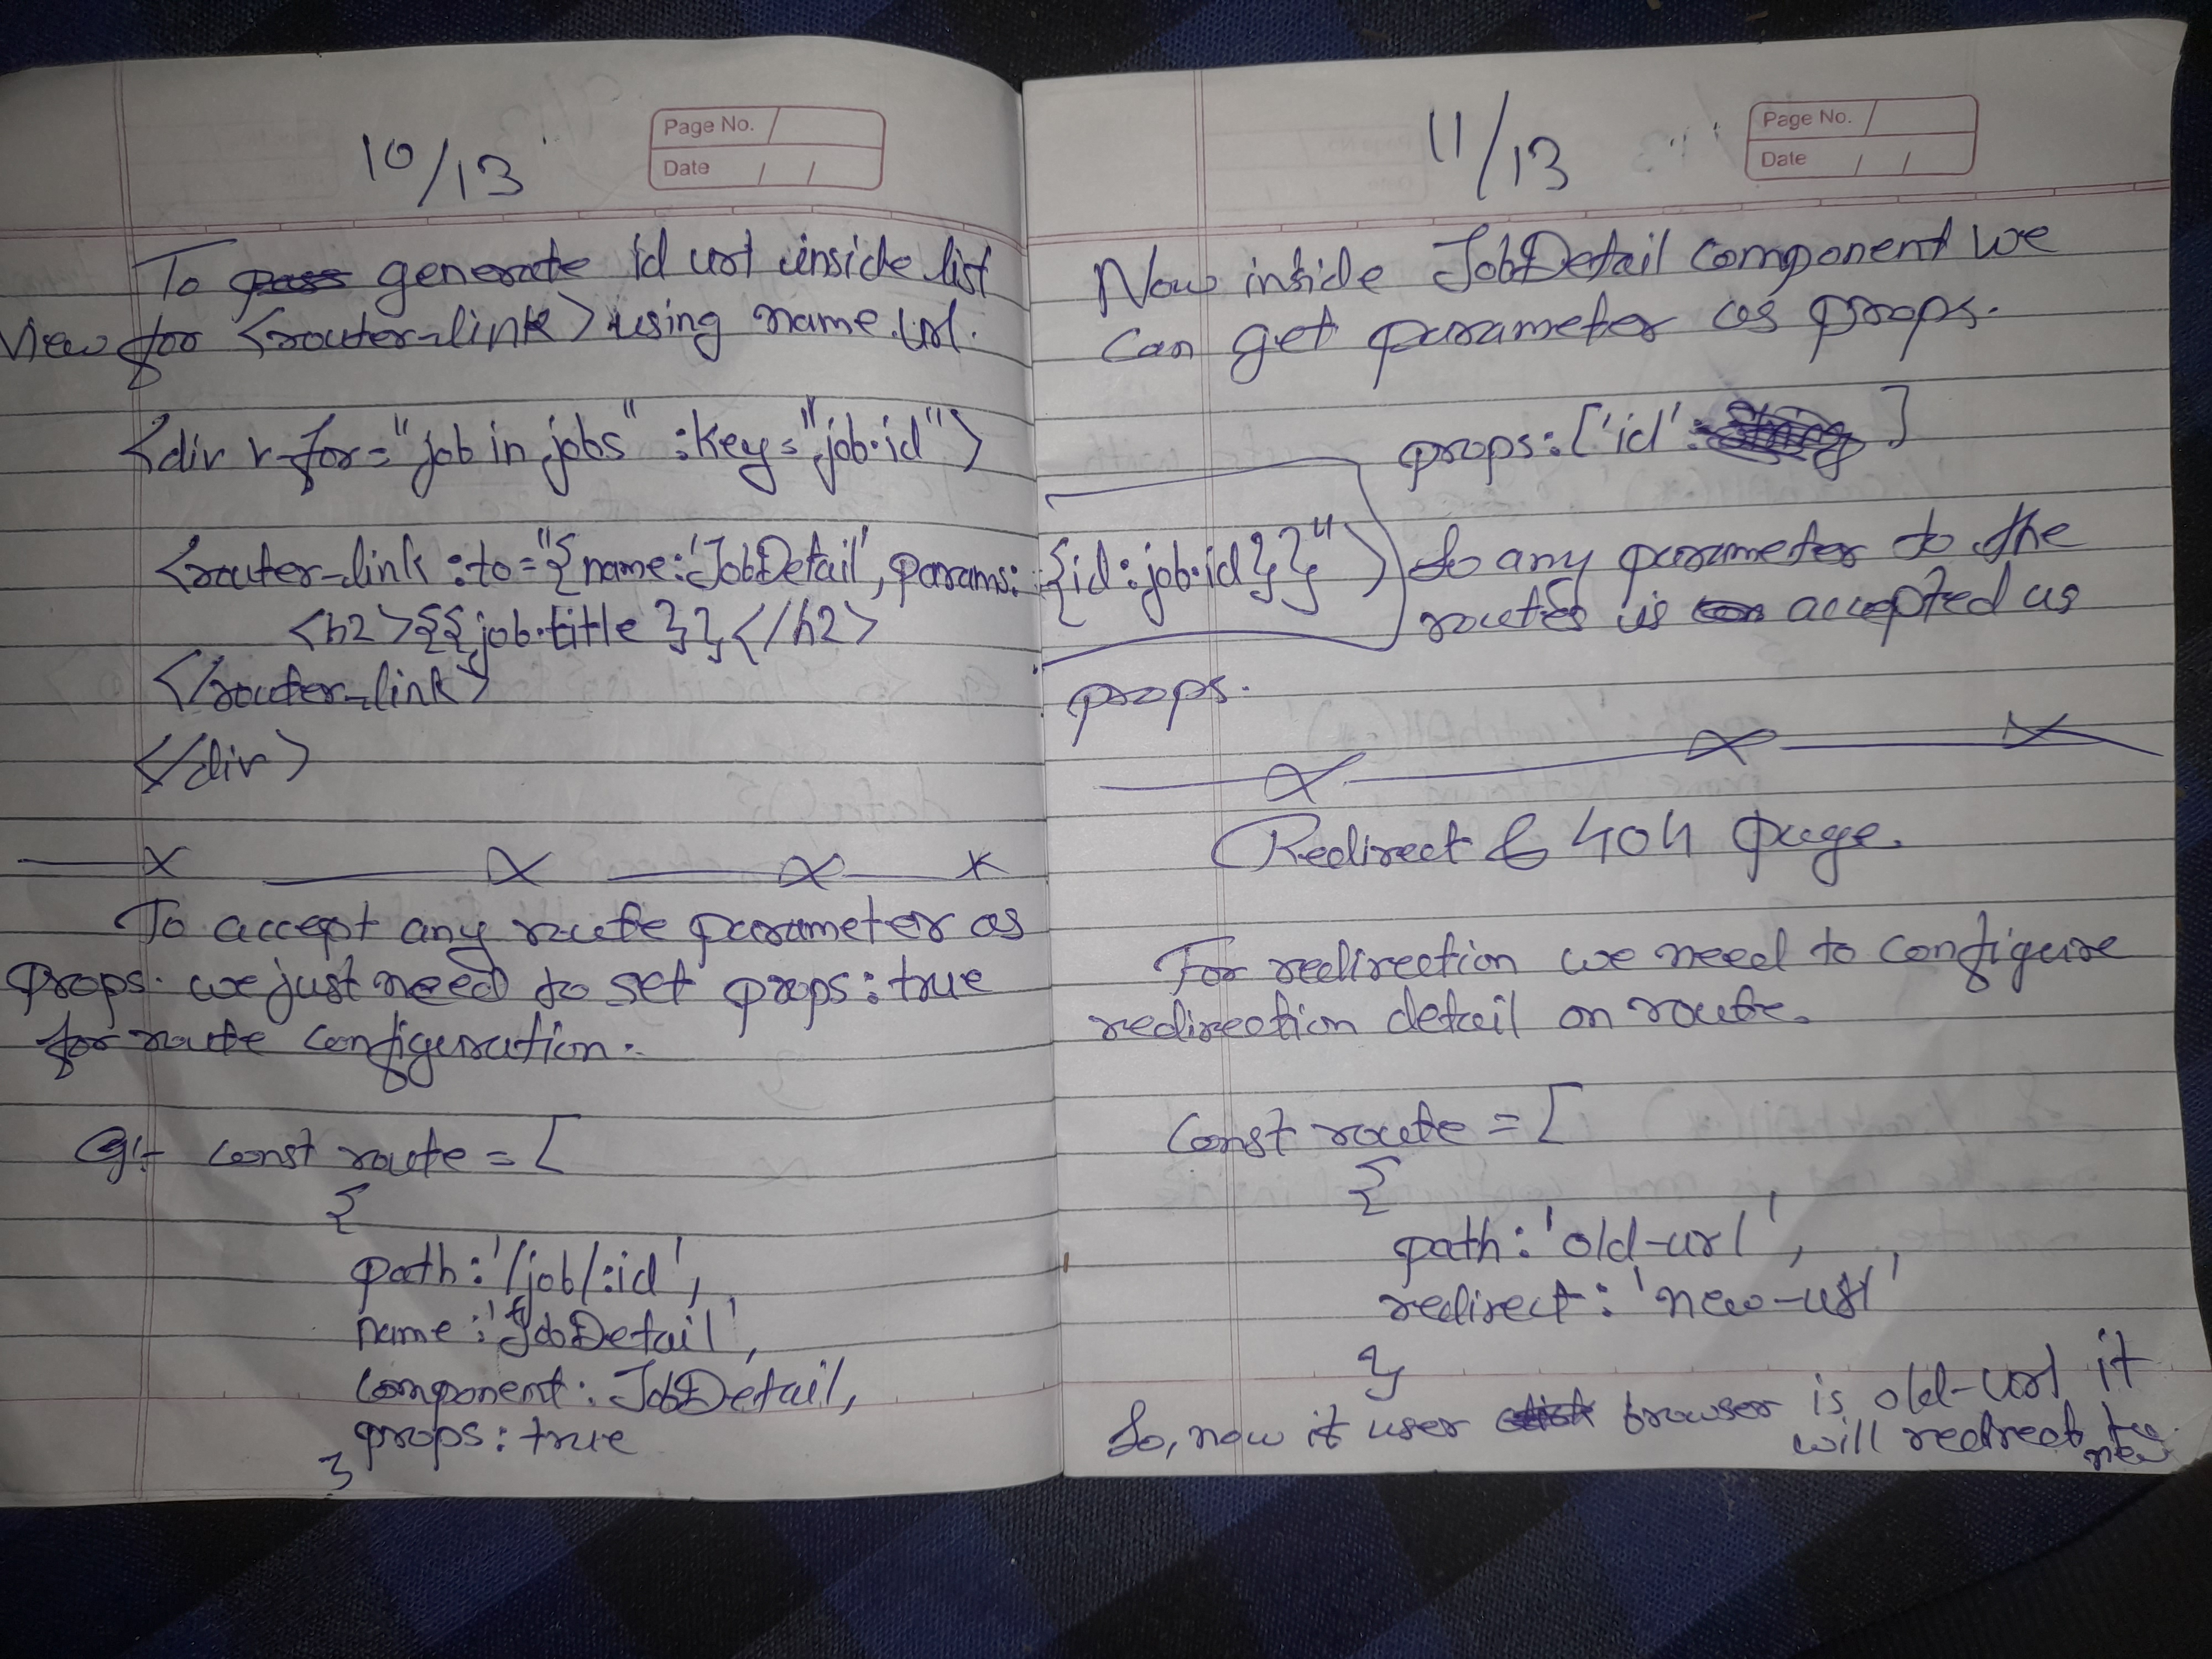 10/13
Page No.
Date / /
To generate id url inside list
view for <router-link> using name url.
<div v-for="job in jobs" :key="job.id">
<router-link :to="{name:'JobDetail', params: {id:job.id}}">
<h2>{{job.title}}</h2>
</router-link>
</div>
To accept any route parameter as
props. we just need to set props:true
for route configuration:
eg:- const route = [
{
path:'/job/:id',
name:'JobDetail',
component: JobDetail,
props: true
}
11/13
Page No.
Date / /
Now inside JobDetail component we
can get parameter as props.
props:['id']
So any parameter to the
routes is accepted as
props.
Redirect & 404 page.
For redirection we need to configure
redirection detail on route.
const route = [
{
path: 'old-url',
redirect: 'new-url'
}
So, now it user browser is old-url it
will redirect to new.